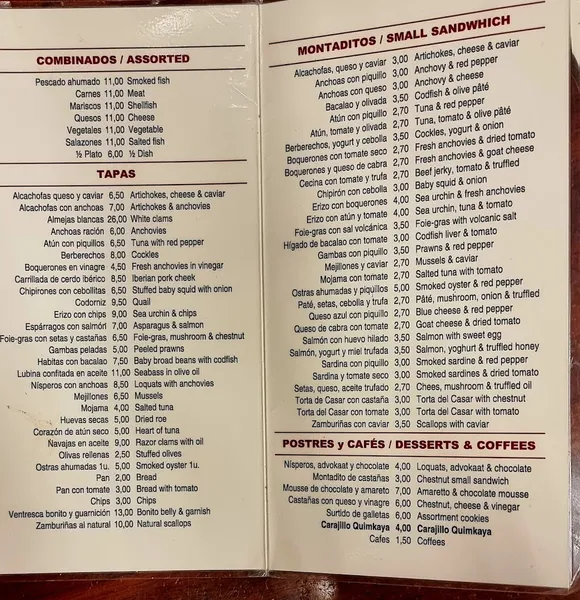 COMBINADOS / ASSORTED
Pescado ahumado 11,00 Smoked fish
Carnes 11,00 Meat
Mariscos 11,00 Shellfish
Quesos 11,00 Cheese
Vegetales 11,00 Vegetable
Salazones 11,00 Salted fish
½ Plato 6,00 ½ Dish
TAPAS
Alcachofas queso y caviar 6,50 Artichokes, cheese & caviar
Alcachofas con anchoas 7,00 Artichokes & anchovies
Almejas blancas 26,00 White clams
Anchoas ración 6,00 Anchovies
Atún con piquillos 6,50 Tuna with red pepper
Berberechos 8,00 Cockles
Boquerones en vinagre 4,50 Fresh anchovies in vinegar
Carrillada de cerdo ibérico 8,50 Iberian pork cheek
Chipirones con cebollitas 6,50 Stuffed baby squid with onion
Codorniz 9,50 Quail
Erizo con chips 9,00 Sea urchin & chips
Espárragos con salmóri 7,00 Asparagus & salmon
Foie-gras con setas y castañas 6,50 Foie-gras, mushroom & chestnut
Gambas peladas 5,00 Peeled prawns
Habitas con bacalao 7,50 Baby broad beans with codfish
Lubina confitada en aceite 11,00 Seabass in olive oil
Nísperos con anchoas 8,50 Loquats with anchovies
Mejillones 6,50 Mussels
Mojama 4,00 Salted tuna
Huevas secas 5,00 Dried roe
Corazón de atún seco 5,00 Heart of tuna
Navajas en aceite 9,00 Razor clams with oil
Olivas rellenas 2,50 Stuffed olives
Ostras ahumadas 1u. 5,00 Smoked oyster 1u.
Pan 2,00 Bread
Pan con tomate 3,00 Bread with tomato
Chips 3,00 Chips
Ventresca bonito y guarnición 13,00 Bonito belly & garnish
Zamburiñas al natural 10,00 Natural scallops
MONTADITOS / SMALL SANDWHICH
Alcachofas, queso y caviar 3,00 Artichokes, cheese & caviar
Anchoas con piquillo 3,00 Anchovy & red pepper
Anchoas con queso 3,00 Anchovy & cheese
Bacalao y olivada 3,50 Codfish & olive pâté
Atún con piquillo 2,70 Tuna & red pepper
Atún, tomate y olivada 2,70 Tuna, tomato & olive pâté
Berberechos, yogurt y cebolla 3,50 Cockles, yogurt & onion
Boquerones con tomate seco 2,70 Fresh anchovies & dried tomato
Boquerones y queso de cabra 2,70 Fresh anchovies & goat cheese
Cecina con tomate y trufa 2,70 Beef jerky, tomato & truffled
Chipirón con cebolla 3,00 Baby squid & onion
Erizo con boquerones 4,00 Sea urchin & fresh anchovies
Erizo con atún y tomate 4,00 Sea urchin, tuna & tomato
Foie-gras con sal volcánica 3,50 Foie-gras with volcanic salt
Hígado de bacalao con tomate 3,00 Codfish liver & tomato
Gambas con piquillo 3,50 Prawns & red pepper
Mejillones y caviar 2,70 Mussels & caviar
Mojama con tomate 2,70 Salted tuna with tomato
Ostras ahumadas y piquillos 5,00 Smoked oyster & red pepper
Paté, setas, cebolla y trufa 2,70 Pâté, mushroom, onion & truffled
Queso azul con piquillo 2,70 Blue cheese & red pepper
Queso de cabra con tomate 2,70 Goat cheese & dried tomato
Salmón con huevo hilado 3,50 Salmon with sweet egg
Salmón, yogurt y miel trufada 3,50 Salmon, yoghurt & truffled honey
Sardina con piquillo 3,00 Smoked sardine & red pepper
Sardina y tomate seco 3,00 Smoked sardines & dried tomato
Setas, queso, aceite trufado 2,70 Chees, mushroom & truffled oil
Torta de Casar con castaña 3,00 Torta del Casar with chestnut
Torta del Casar con tomate 3,00 Torta del Casar with tomato
Zamburiñas con caviar 3,50 Scallops with caviar
POSTRES y CAFÉS / DESSERTS & COFFEES
Nísperos, advokaat y chocolate 4,00 Loquats, advokaat & chocolate
Montadito de castañas 3,00 Chestnut small sandwich
Mousse de chocolate y amareto 7,00 Amaretto & chocolate mousse
Castañas con queso y vinagre 6,00 Chestnut, cheese & vinegar
Surtido de galletas 6,00 Assortment cookies
Carajillo Quimkaya 4,00 Carajillo Quimkaya
Cafes 1,50 Coffees